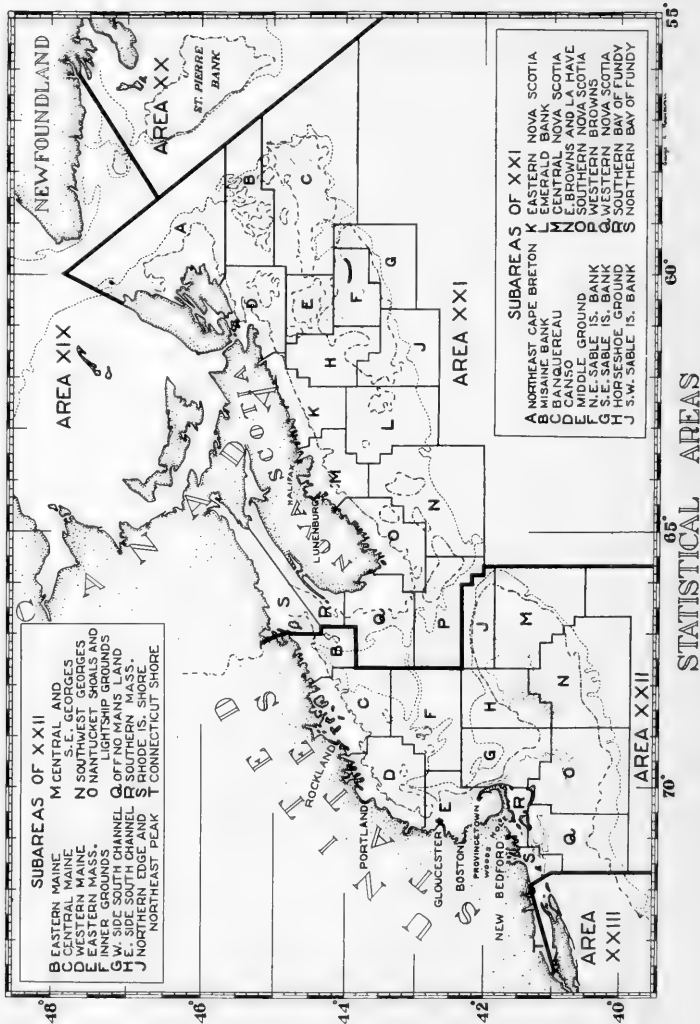 48°
46°
44°
42°
40°
SUBAREAS OF XXII
B EASTERN MAINE
C CENTRAL MAINE
D WESTERN MAINE
E EASTERN MASS.
F INNER GROUNDS
G W. SIDE SOUTH CHANNEL
H E. SIDE SOUTH CHANNEL
J NORTHERN EDGE AND
NORTHEAST PEAK
M CENTRAL AND
S.E. GEORGES
N SOUTHWEST GEORGES
O NANTUCKET SHOALS AND
LIGHTSHIP GROUNDS
Q OFF NO MANS LAND
R SOUTHERN MASS.
S RHODE IS. SHORE
T CONNECTICUT SHORE
CANADA
AREA XIX
NEWFOUNDLAND
AREA XX
ST. PIERRE
BANK
NOVA SCOTIA
HALIFAX
LUNENBURG
UNITED STATES
ROCKLAND
PORTLAND
GLOUCESTER
BOSTON
PROVINCETOWN
WOODS HOLE
NEW BEDFORD
A
B
C
D
E
F
G
H
J
K
L
M
N
O
P
Q
R
S
B
C
D
E
F
G
H
J
M
N
O
Q
R
S
T
AREA XXI
AREA XXII
AREA
XXIII
SUBAREAS OF XXI
A NORTHEAST CAPE BRETON
B MISAINE BANK
C BANQUEREAU
D CANSO
E MIDDLE GROUND
F N.E. SABLE IS. BANK
G S.E. SABLE IS. BANK
H HORSESHOE GROUND
J S.W. SABLE IS. BANK
K EASTERN NOVA SCOTIA
L EMERALD BANK
M CENTRAL NOVA SCOTIA
N E. BROWNS AND LA HAVE
O SOUTHERN NOVA SCOTIA
P WESTERN BROWNS
Q WESTERN NOVA SCOTIA
R SOUTHERN BAY OF FUNDY
S NORTHERN BAY OF FUNDY
70°
65°
60°
55°
STATISTICAL AREAS